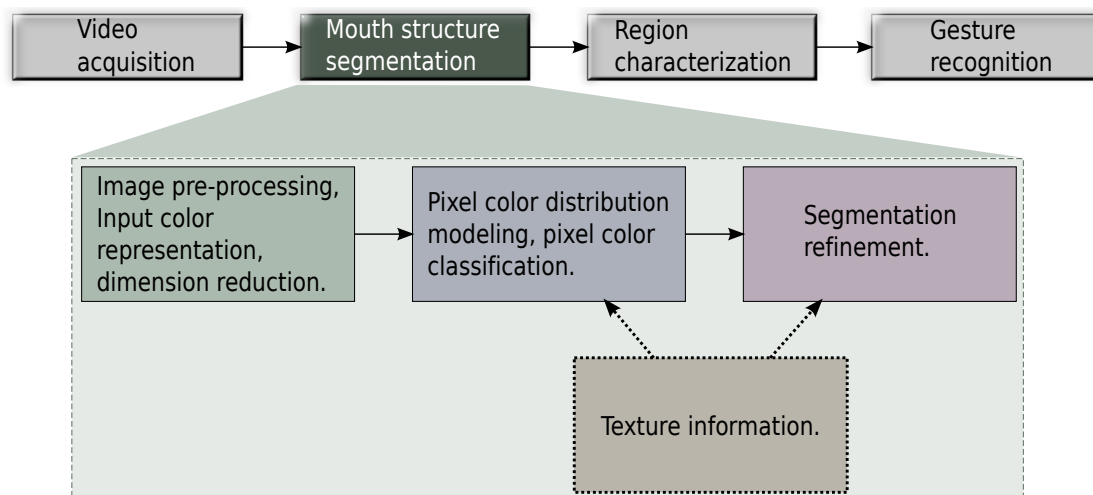 Video
acquisition
Mouth structure
segmentation
Region
characterization
Gesture
recognition
Image pre-processing,
Input color
representation,
dimension reduction.
Pixel color distribution
modeling, pixel color
classification.
Segmentation
refinement.
Texture information.